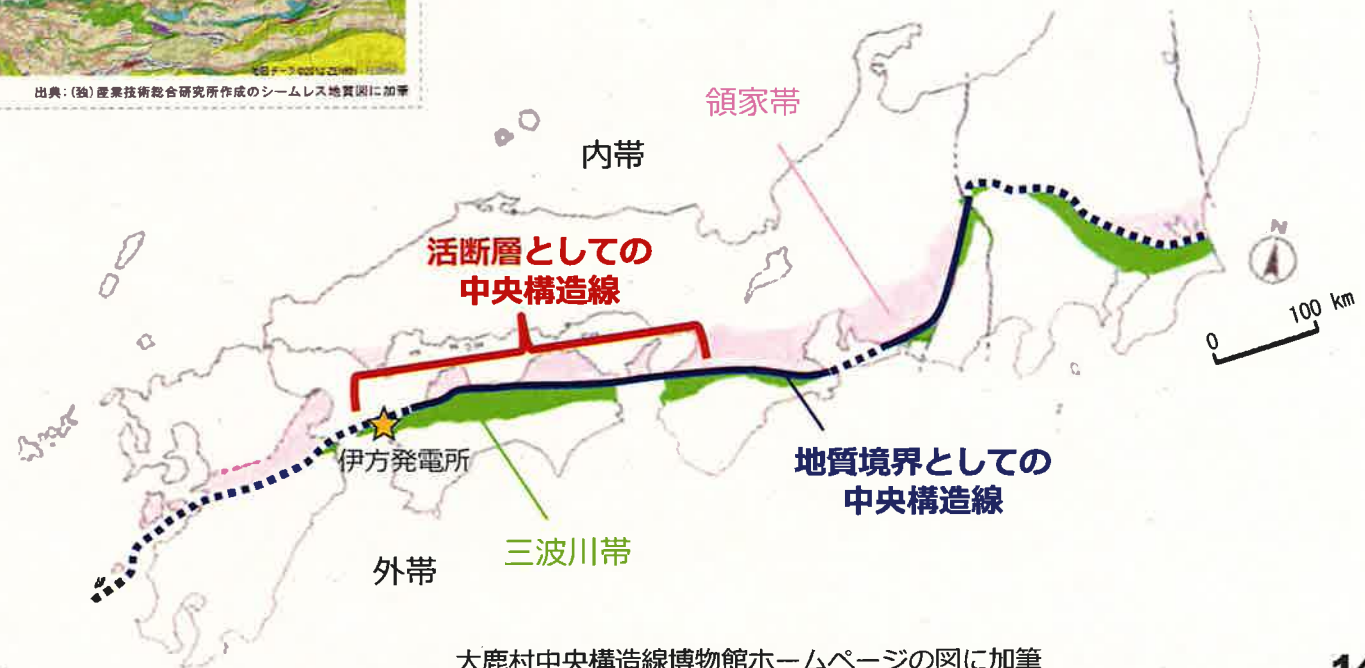 出典：(独)産業技術総合研究所作成のシームレス地質図に加筆
領家帯
内帯
活断層としての
中央構造線
N
0
100 km
伊方発電所
地質境界としての
中央構造線
三波川帯
外帯
大鹿村中央構造線博物館ホームページの図に加筆